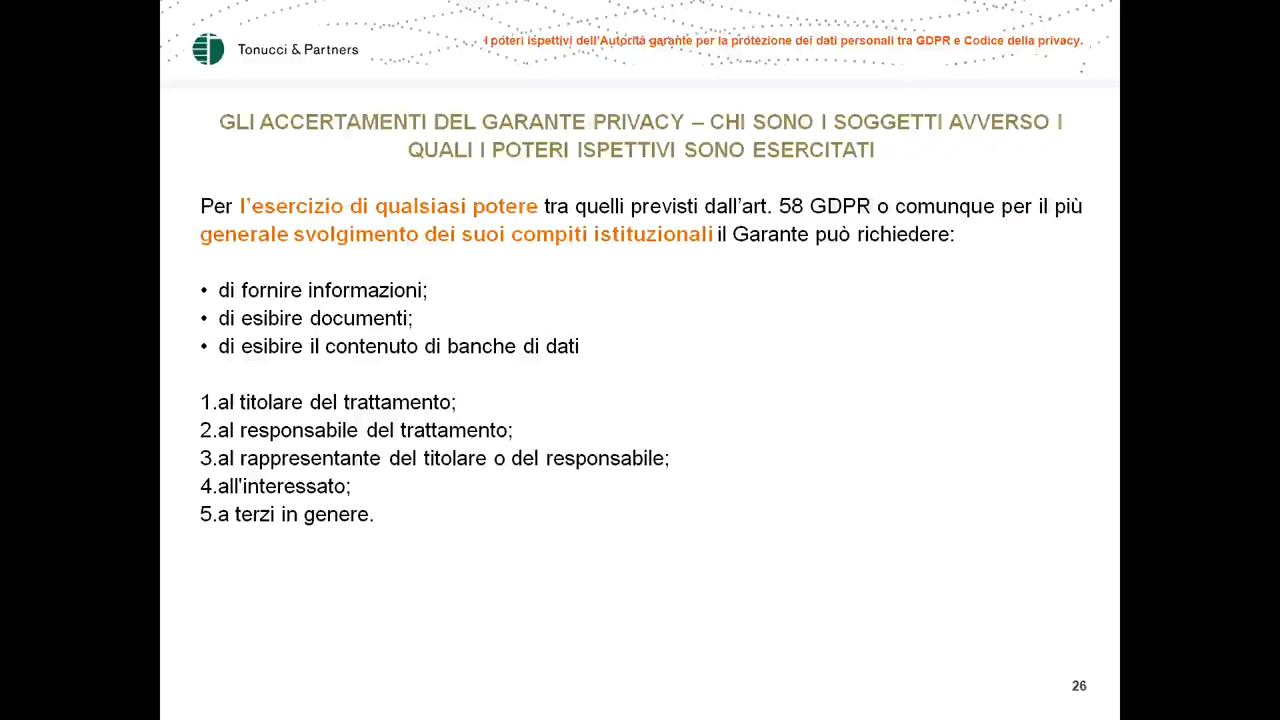 Tonucci & Partners
I poteri ispettivi dell'Autorità garante per la protezione dei dati personali tra GDPR e Codice della privacy.
GLI ACCERTAMENTI DEL GARANTE PRIVACY – CHI SONO I SOGGETTI AVVERSO I
QUALI I POTERI ISPETTIVI SONO ESERCITATI
Per l'esercizio di qualsiasi potere tra quelli previsti dall'art. 58 GDPR o comunque per il più
generale svolgimento dei suoi compiti istituzionali il Garante può richiedere:
• di fornire informazioni;
• di esibire documenti;
• di esibire il contenuto di banche di dati
1.al titolare del trattamento;
2.al responsabile del trattamento;
3.al rappresentante del titolare o del responsabile;
4.all'interessato;
5.a terzi in genere.
26